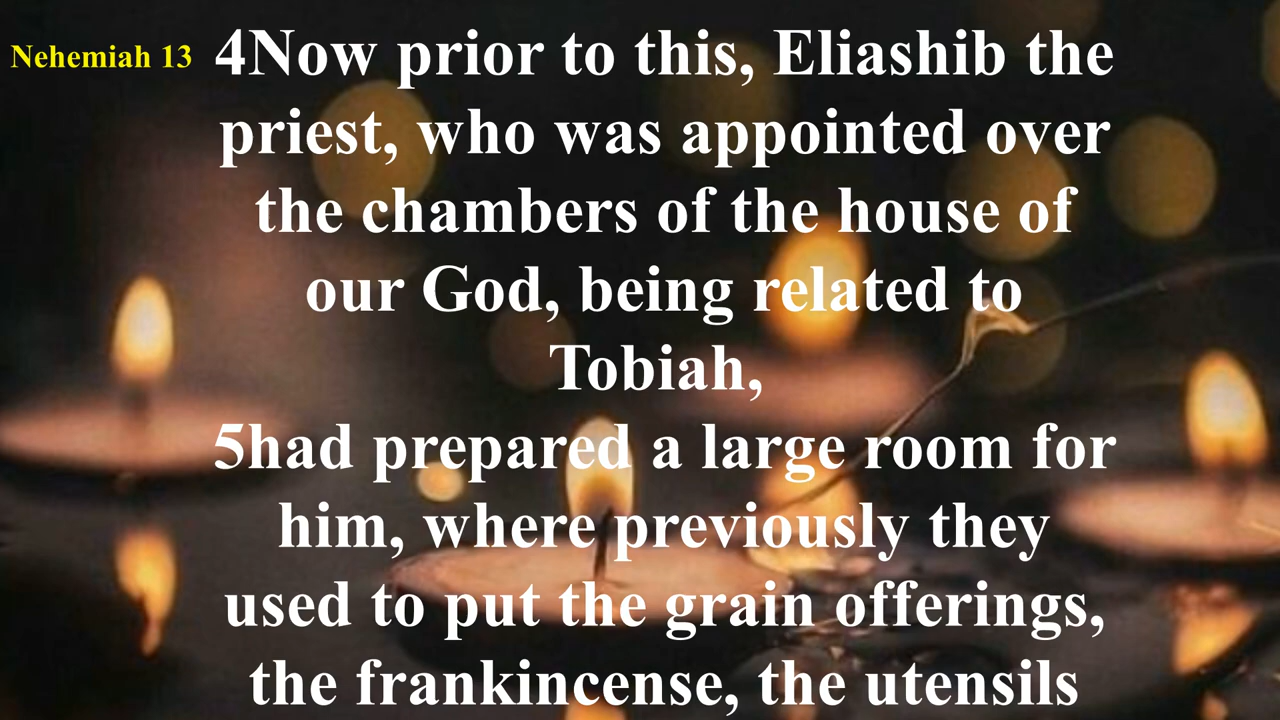 Nehemiah 13
4Now prior to this, Eliashib the
priest, who was appointed over
the chambers of the house of
our God, being related to
Tobiah,
5had prepared a large room for
him, where previously they
used to put the grain offerings,
the frankincense, the utensils